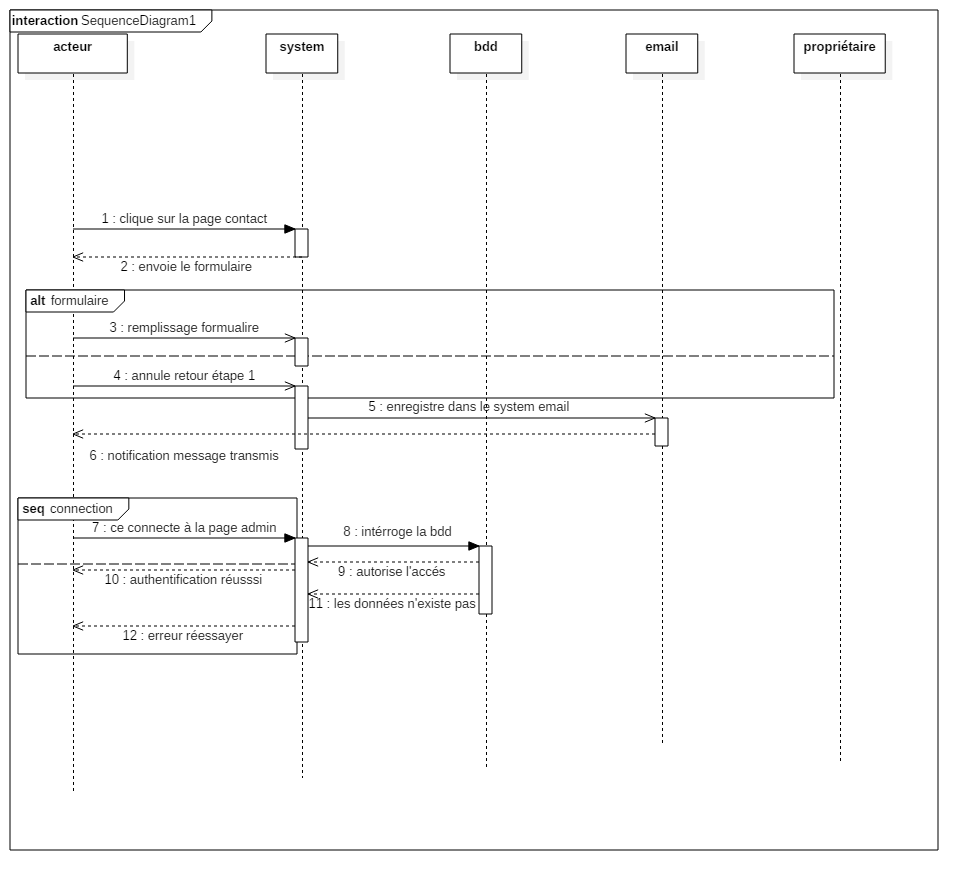 interaction SequenceDiagram1
acteur
system
bdd
email
propriétaire
1 : clique sur la page contact
2 : envoie le formulaire
alt formulaire
3 : remplissage formualire
4 : annule retour étape 1
5 : enregistre dans le system email
6 : notification message transmis
seq connection
7 : ce connecte à la page admin
8 : intérroge la bdd
9 : autorise l'accés
10 : authentification réusssi
11 : les données n'existe pas
12 : erreur réessayer